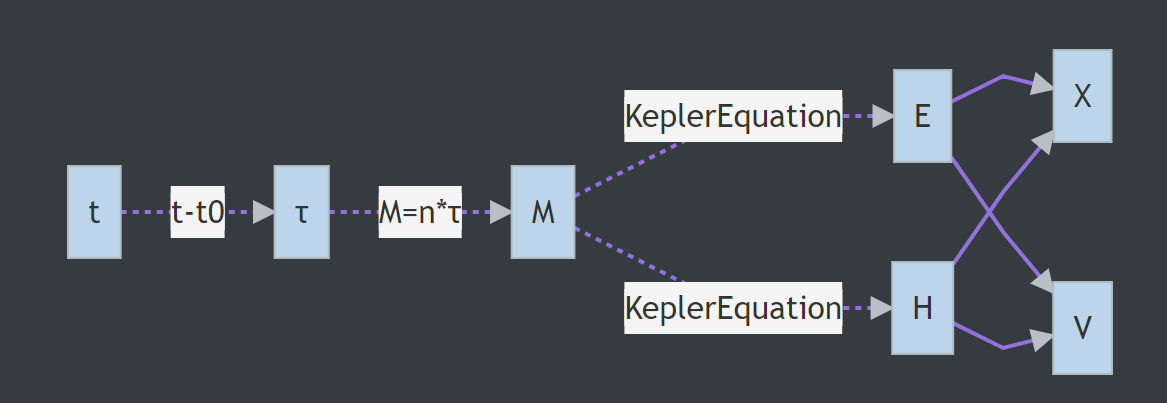 t
t-t0
τ
M=n*τ
M
KeplerEquation
E
X
KeplerEquation
H
V